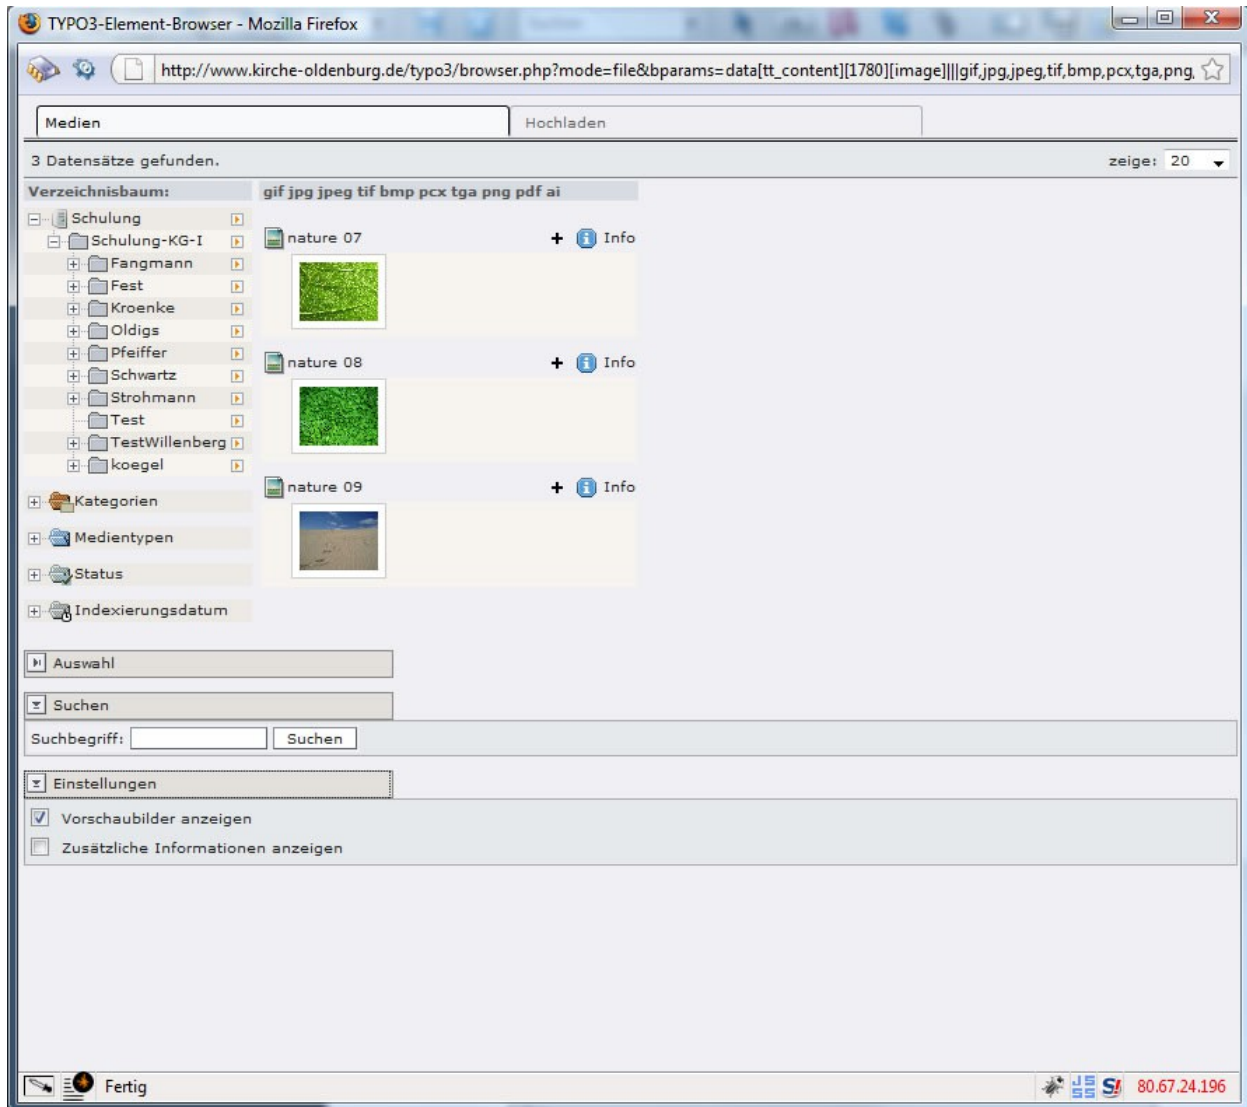 TYPO3-Element-Browser - Mozilla Firefox
http://www.kirche-oldenburg.de/typo3/browser.php?mode=file&bparams=data[tt_content][1780][image]|||gif,jpg,jpeg,tif,bmp,pcx,tga,png,
Medien Hochladen
3 Datensätze gefunden. zeige: 20
Verzeichnisbaum: gif jpg jpeg tif bmp pcx tga png pdf ai
Schulung
Schulung-KG-I
Fangmann
Fest
Kroenke
Oldigs
Pfeiffer
Schwartz
Strohmann
Test
TestWillenberg
koegel
Kategorien
Medientypen
Status
Indexierungsdatum
nature 07 + Info
nature 08 + Info
nature 09 + Info
Auswahl
Suchen
Suchbegriff: Suchen
Einstellungen
Vorschaubilder anzeigen
Zusätzliche Informationen anzeigen
Fertig 80.67.24.196